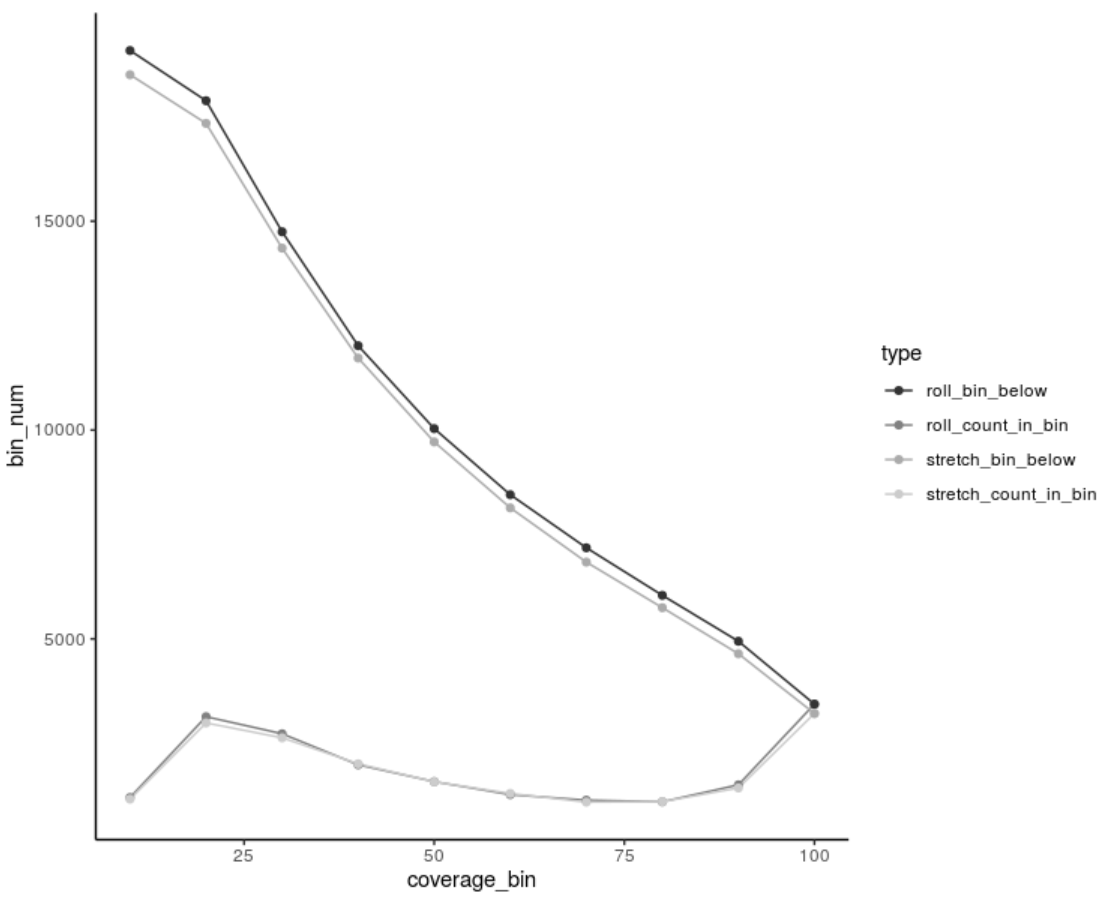 bin_num
15000
10000
5000
25
50
75
100
coverage_bin
type
roll_bin_below
roll_count_in_bin
stretch_bin_below
stretch_count_in_bin